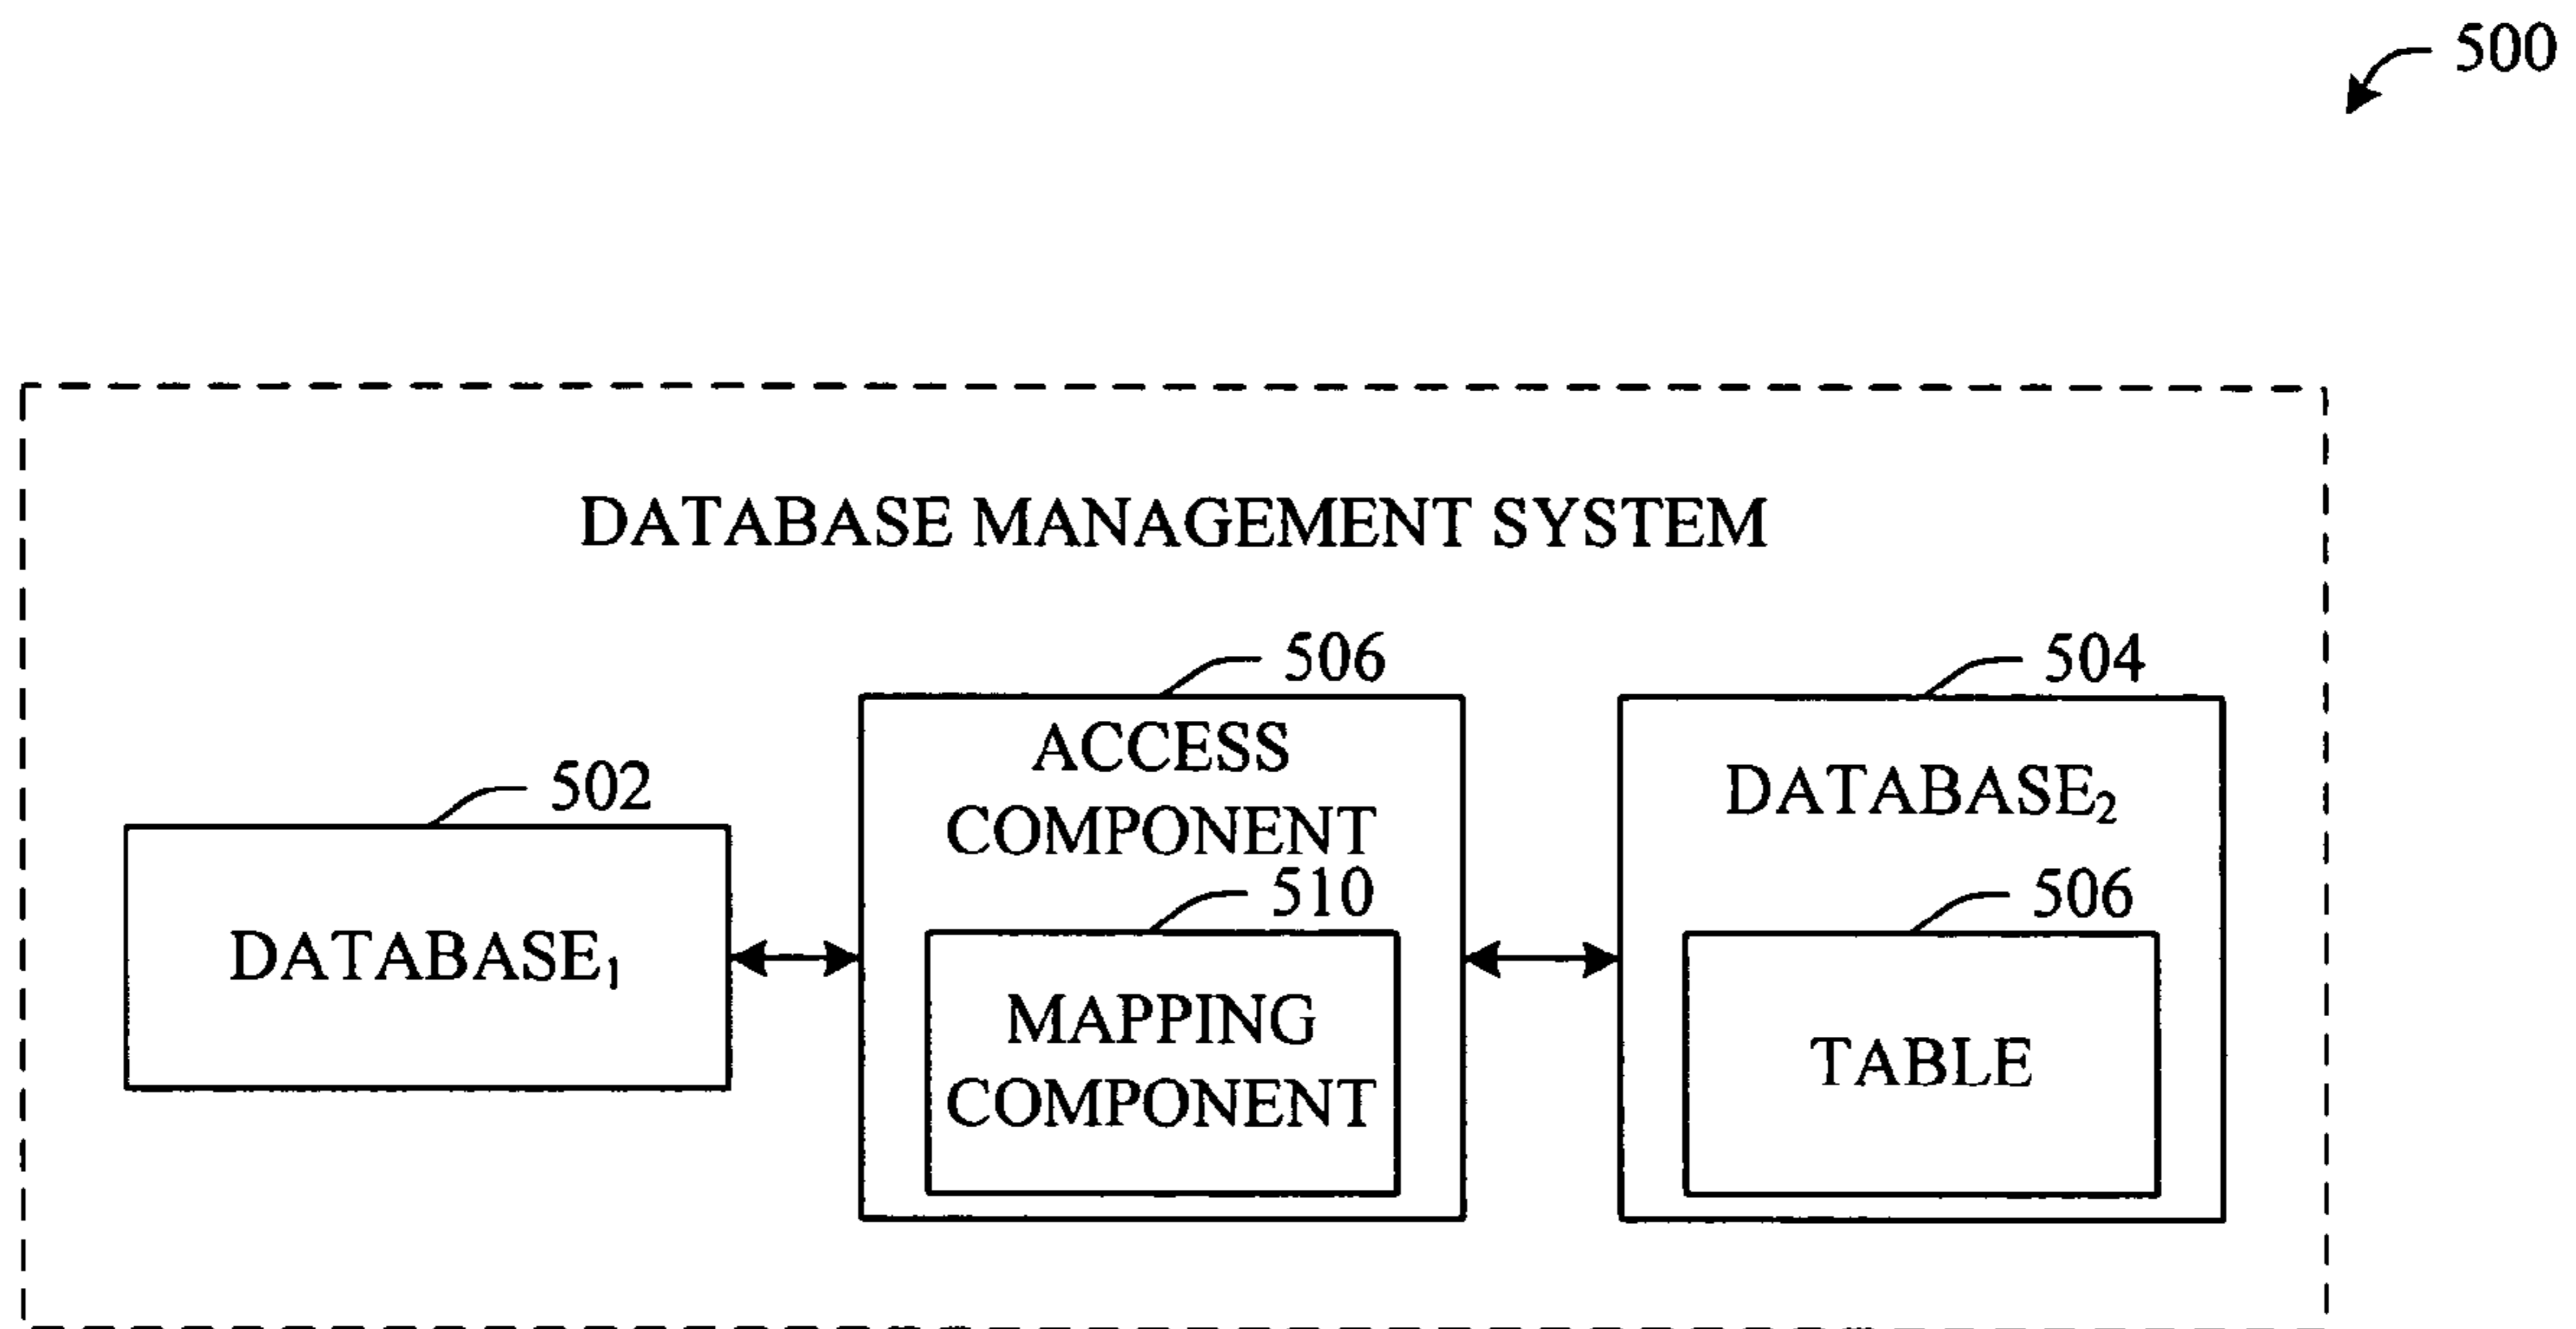 500
DATABASE MANAGEMENT SYSTEM
502
DATABASE₁
506
ACCESS
COMPONENT
510
MAPPING
COMPONENT
504
DATABASE₂
506
TABLE